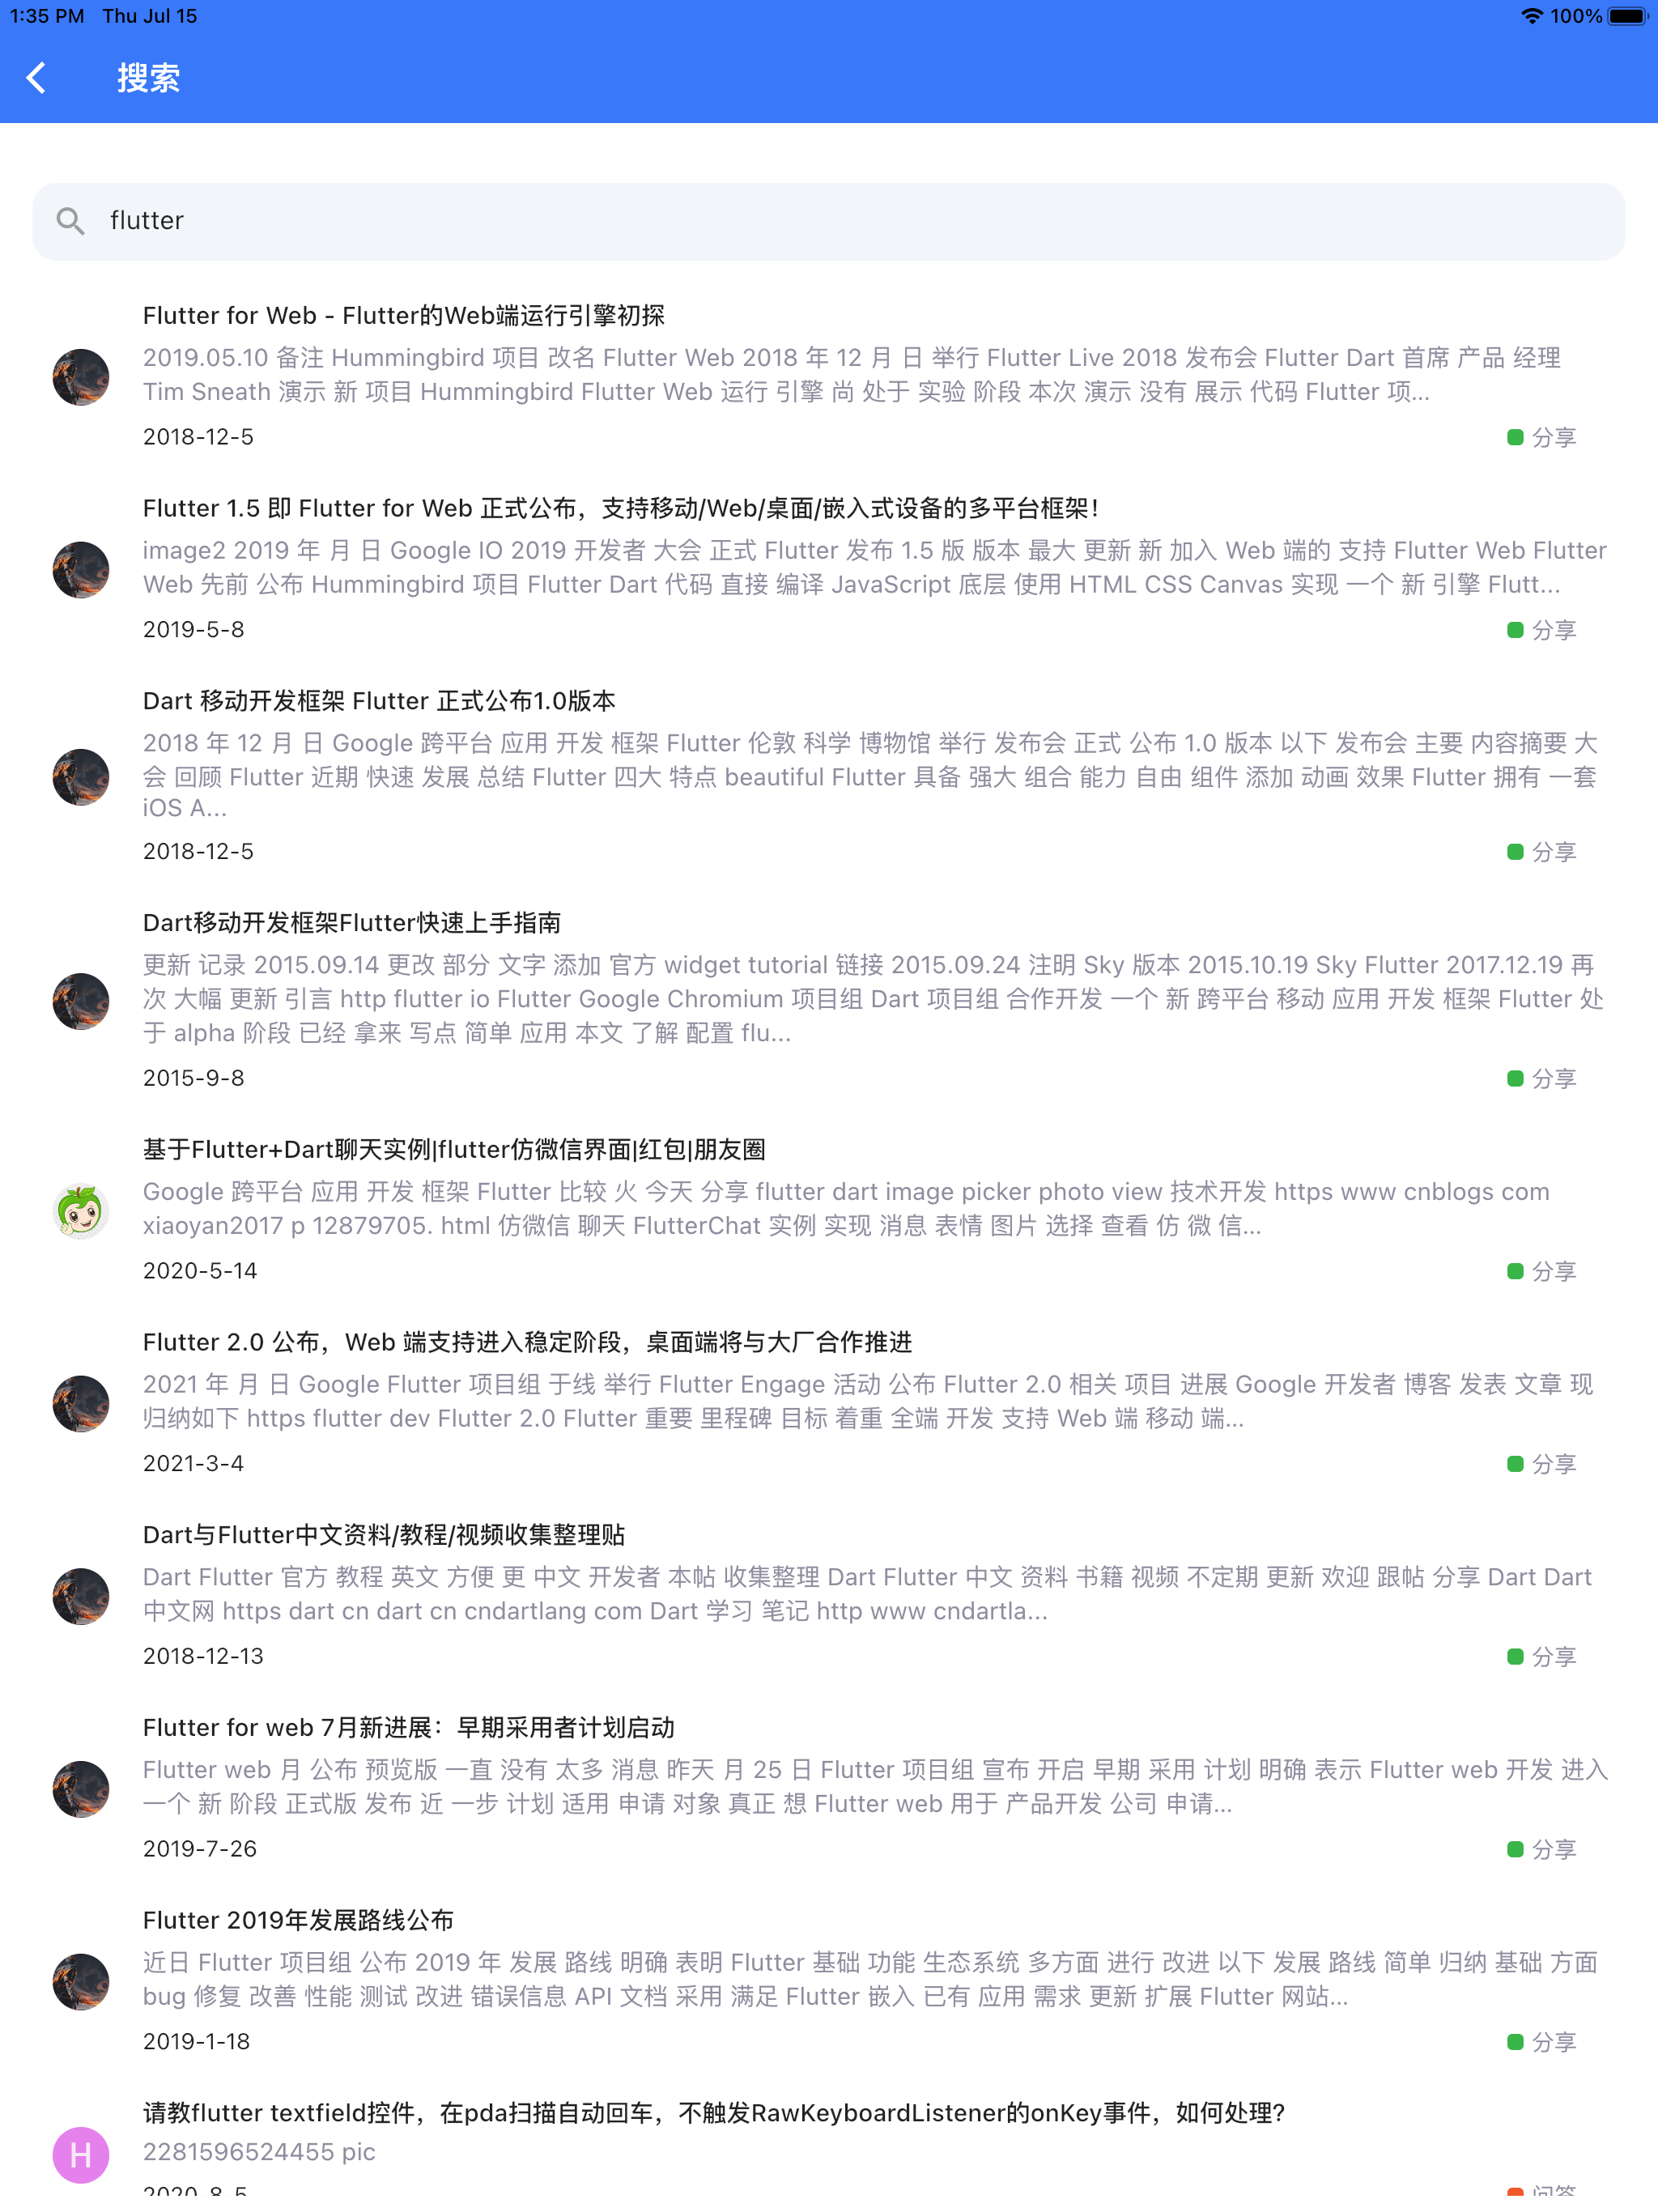 1:35 PM Thu Jul 15 100%
搜索
flutter
Flutter for Web - Flutter的Web端运行引擎初探
2019.05.10 备注 Hummingbird 项目 改名 Flutter Web 2018 年 12 月 日 举行 Flutter Live 2018 发布会 Flutter Dart 首席 产品 经理
Tim Sneath 演示 新 项目 Hummingbird Flutter Web 运行 引擎 尚 处于 实验 阶段 本次 演示 没有 展示 代码 Flutter 项...
2018-12-5 分享
Flutter 1.5 即 Flutter for Web 正式公布，支持移动/Web/桌面/嵌入式设备的多平台框架！
image2 2019 年 月 日 Google IO 2019 开发者 大会 正式 Flutter 发布 1.5 版 版本 最大 更新 新 加入 Web 端的 支持 Flutter Web Flutter
Web 先前 公布 Hummingbird 项目 Flutter Dart 代码 直接 编译 JavaScript 底层 使用 HTML CSS Canvas 实现 一个 新 引擎 Flutt...
2019-5-8 分享
Dart 移动开发框架 Flutter 正式公布1.0版本
2018 年 12 月 日 Google 跨平台 应用 开发 框架 Flutter 伦敦 科学 博物馆 举行 发布会 正式 公布 1.0 版本 以下 发布会 主要 内容摘要 大
会 回顾 Flutter 近期 快速 发展 总结 Flutter 四大 特点 beautiful Flutter 具备 强大 组合 能力 自由 组件 添加 动画 效果 Flutter 拥有 一套
iOS A...
2018-12-5 分享
Dart移动开发框架Flutter快速上手指南
更新 记录 2015.09.14 更改 部分 文字 添加 官方 widget tutorial 链接 2015.09.24 注明 Sky 版本 2015.10.19 Sky Flutter 2017.12.19 再
次 大幅 更新 引言 http flutter io Flutter Google Chromium 项目组 Dart 项目组 合作开发 一个 新 跨平台 移动 应用 开发 框架 Flutter 处
于 alpha 阶段 已经 拿来 写点 简单 应用 本文 了解 配置 flu...
2015-9-8 分享
基于Flutter+Dart聊天实例|flutter仿微信界面|红包|朋友圈
Google 跨平台 应用 开发 框架 Flutter 比较 火 今天 分享 flutter dart image picker photo view 技术开发 https www cnblogs com
xiaoyan2017 p 12879705. html 仿微信 聊天 FlutterChat 实例 实现 消息 表情 图片 选择 查看 仿 微 信...
2020-5-14 分享
Flutter 2.0 公布，Web 端支持进入稳定阶段，桌面端将与大厂合作推进
2021 年 月 日 Google Flutter 项目组 于线 举行 Flutter Engage 活动 公布 Flutter 2.0 相关 项目 进展 Google 开发者 博客 发表 文章 现
归纳如下 https flutter dev Flutter 2.0 Flutter 重要 里程碑 目标 着重 全端 开发 支持 Web 端 移动 端...
2021-3-4 分享
Dart与Flutter中文资料/教程/视频收集整理贴
Dart Flutter 官方 教程 英文 方便 更 中文 开发者 本帖 收集整理 Dart Flutter 中文 资料 书籍 视频 不定期 更新 欢迎 跟帖 分享 Dart Dart
中文网 https dart cn dart cn cndartlang com Dart 学习 笔记 http www cndartla...
2018-12-13 分享
Flutter for web 7月新进展：早期采用者计划启动
Flutter web 月 公布 预览版 一直 没有 太多 消息 昨天 月 25 日 Flutter 项目组 宣布 开启 早期 采用 计划 明确 表示 Flutter web 开发 进入
一个 新 阶段 正式版 发布 近 一步 计划 适用 申请 对象 真正 想 Flutter web 用于 产品开发 公司 申请...
2019-7-26 分享
Flutter 2019年发展路线公布
近日 Flutter 项目组 公布 2019 年 发展 路线 明确 表明 Flutter 基础 功能 生态系统 多方面 进行 改进 以下 发展 路线 简单 归纳 基础 方面
bug 修复 改善 性能 测试 改进 错误信息 API 文档 采用 满足 Flutter 嵌入 已有 应用 需求 更新 扩展 Flutter 网站...
2019-1-18 分享
请教flutter textfield控件，在pda扫描自动回车，不触发RawKeyboardListener的onKey事件，如何处理？
H 2281596524455 pic
2020-8-5 问答